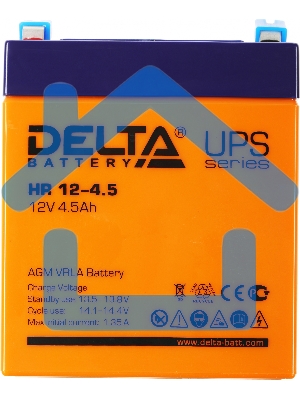 DELTA® UPS
BATTERY series
HR 12-4.5
12V 4.5Ah
AGM VRLA Battery
Charge Voltage
Standby use: 13.5 - 13.8V
Cycle use: 14.1 - 14.4V
Max.initial current: 1.35A
www.delta-batt.com